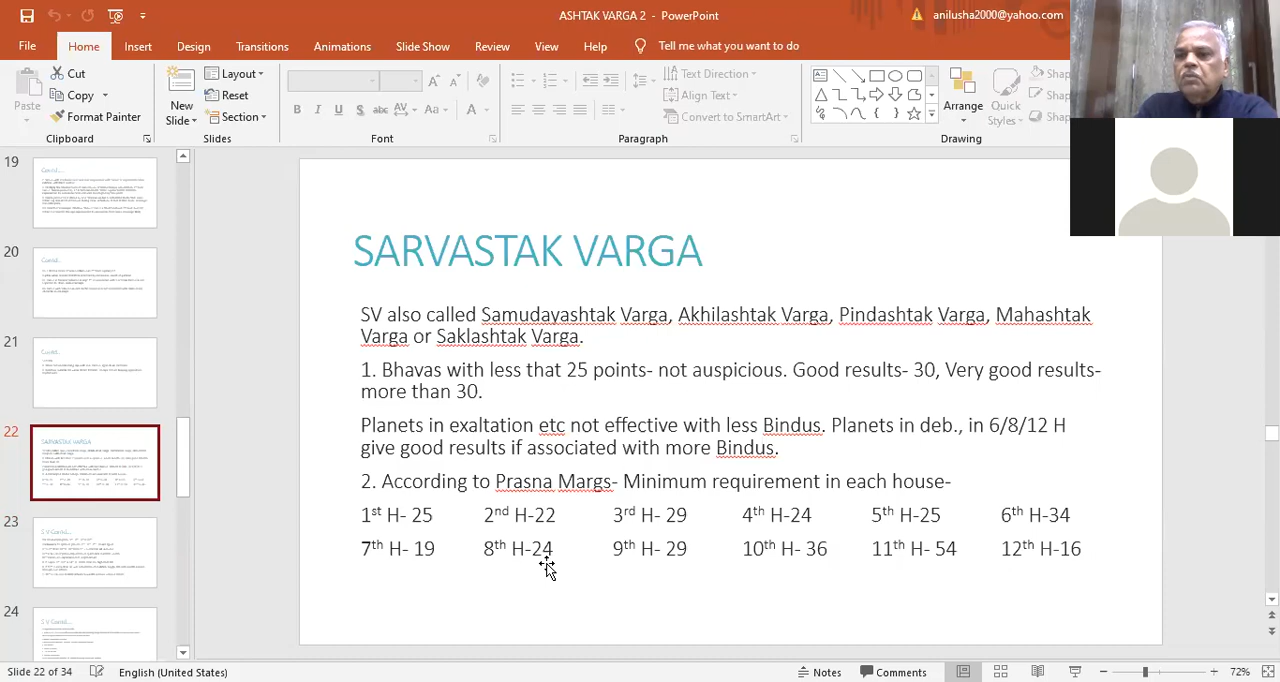 ASHTAK VARGA 2 - PowerPoint
anilusha2000@yahoo.com
File Home Insert Design Transitions Animations Slide Show Review View Help Tell me what you want to do
Cut
Copy
Format Painter
Paste
Clipboard
New Slide
Layout
Reset
Section
Slides
B I U S abc AV Aa A
Font
Text Direction
Align Text
Convert to SmartArt
Paragraph
Arrange
Quick Styles
Drawing
19
20
21
22
23
24
SARVASTAK VARGA
SV also called Samudayashtak Varga, Akhilashtak Varga, Pindashtak Varga, Mahashtak
Varga or Saklashtak Varga.
1. Bhavas with less that 25 points- not auspicious. Good results- 30, Very good results-
more than 30.
Planets in exaltation etc not effective with less Bindus. Planets in deb., in 6/8/12 H
give good results if associated with more Bindus.
2. According to Prasna Margs- Minimum requirement in each house-
1st H- 25 2nd H-22 3rd H- 29 4th H-24 5th H-25 6th H-34
7th H- 19 8th H-24 9th H- 29 10th H- 36 11th H- 54 12th H-16
Slide 22 of 34 English (United States) Notes Comments 72%